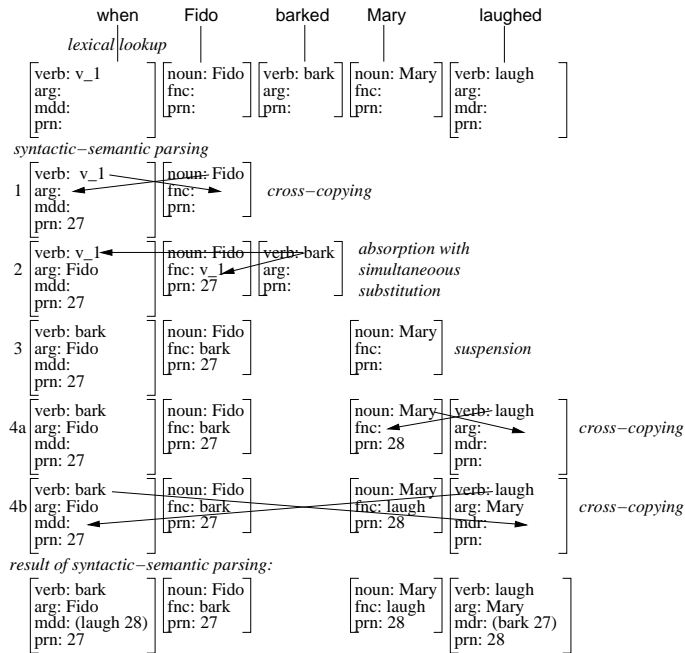 when Fido barked Mary laughed
lexical lookup
verb: v_1 noun: Fido verb: bark noun: Mary verb: laugh
arg: fnc: arg: fnc: arg:
mdd: prn: prn: prn: mdr:
prn: prn:
syntactic−semantic parsing
verb: v_1 noun: Fido
1 arg: fnc: cross−copying
mdd: prn:
prn: 27
verb: v_1 noun: Fido verb: bark absorption with
2 arg: Fido fnc: v_1 arg: simultaneoous
mdd: prn: 27 prn: substitution
prn: 27
verb: bark noun: Fido noun: Mary
3 arg: Fido fnc: bark fnc: suspension
mdd: prn: 27 prn:
prn: 27
verb: bark noun: Fido noun: Mary verb: laugh
4a arg: Fido fnc: bark fnc: arg: cross−copying
mdd: prn: 27 prn: 28 mdr:
prn: 27 prn:
verb: bark noun: Fido noun: Mary verb: laugh
4b arg: Fido fnc: bark fnc: laugh arg: Mary cross−copying
mdd: prn: 27 prn: 28 mdr:
prn: 27 prn:
result of syntactic−semantic parsing:
verb: bark noun: Fido noun: Mary verb: laugh
arg: Fido fnc: bark fnc: laugh arg: Mary
mdd: (laugh 28) prn: 27 prn: 28 mdr: (bark 27)
prn: 27 prn: 28